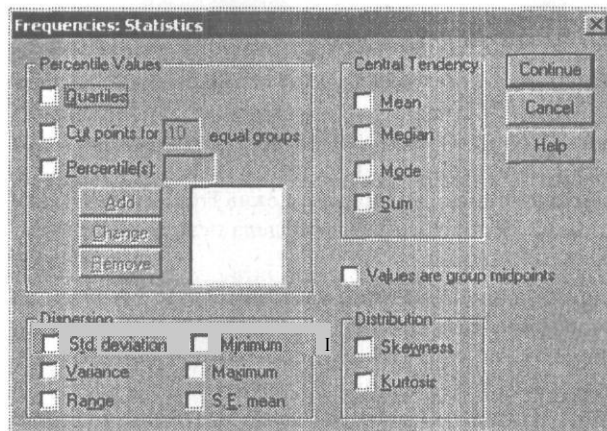 Frequencies: Statistics
Percentile Values
Quartiles
Cut points for 10 equal groups
Percentile(s):
Add
Change
Remove
Central Tendency
Mean
Median
Mode
Sum
Continue
Cancel
Help
Values are group midpoints
Dispersion
Std. deviation Minimum I
Variance Maximum
Range S.E. mean
Distribution
Skewness
Kurtosis